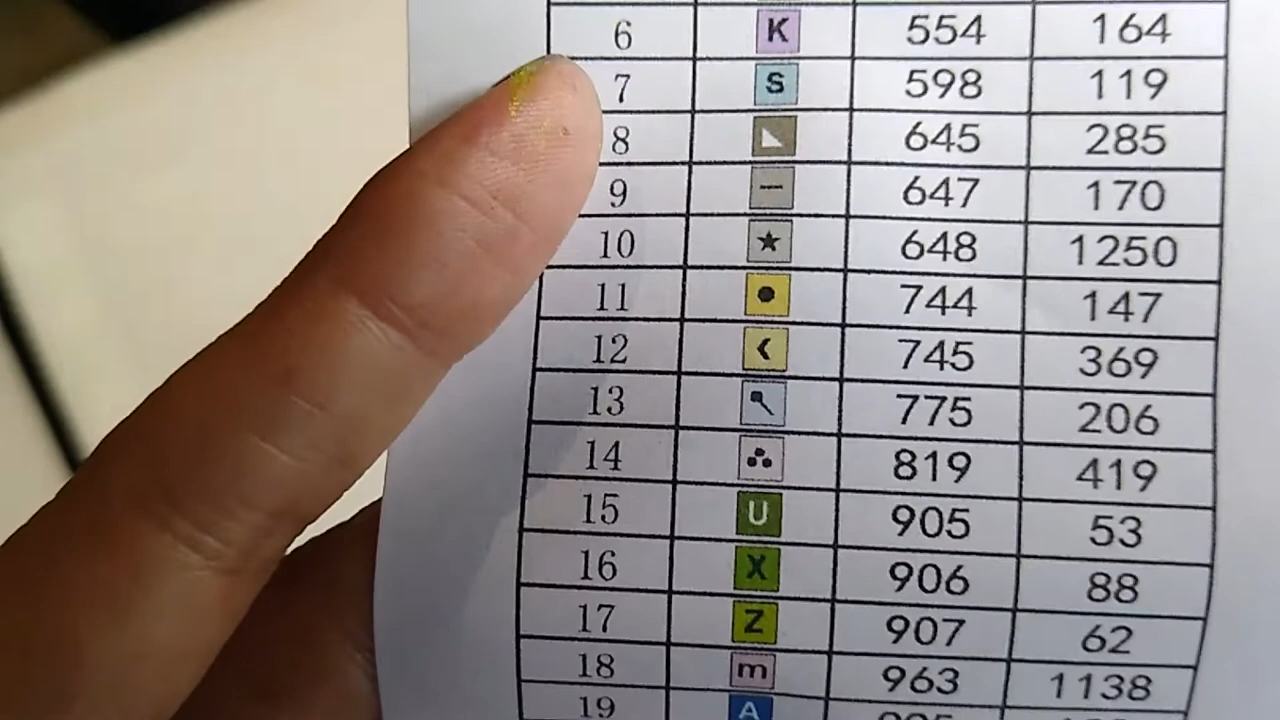 6 K 554 164
7 S 598 119
8 645 285
9 647 170
10 ★ 648 1250
11 ● 744 147
12 ❮ 745 369
13 775 206
14 819 419
15 U 905 53
16 X 906 88
17 Z 907 62
18 m 963 1138
19 A